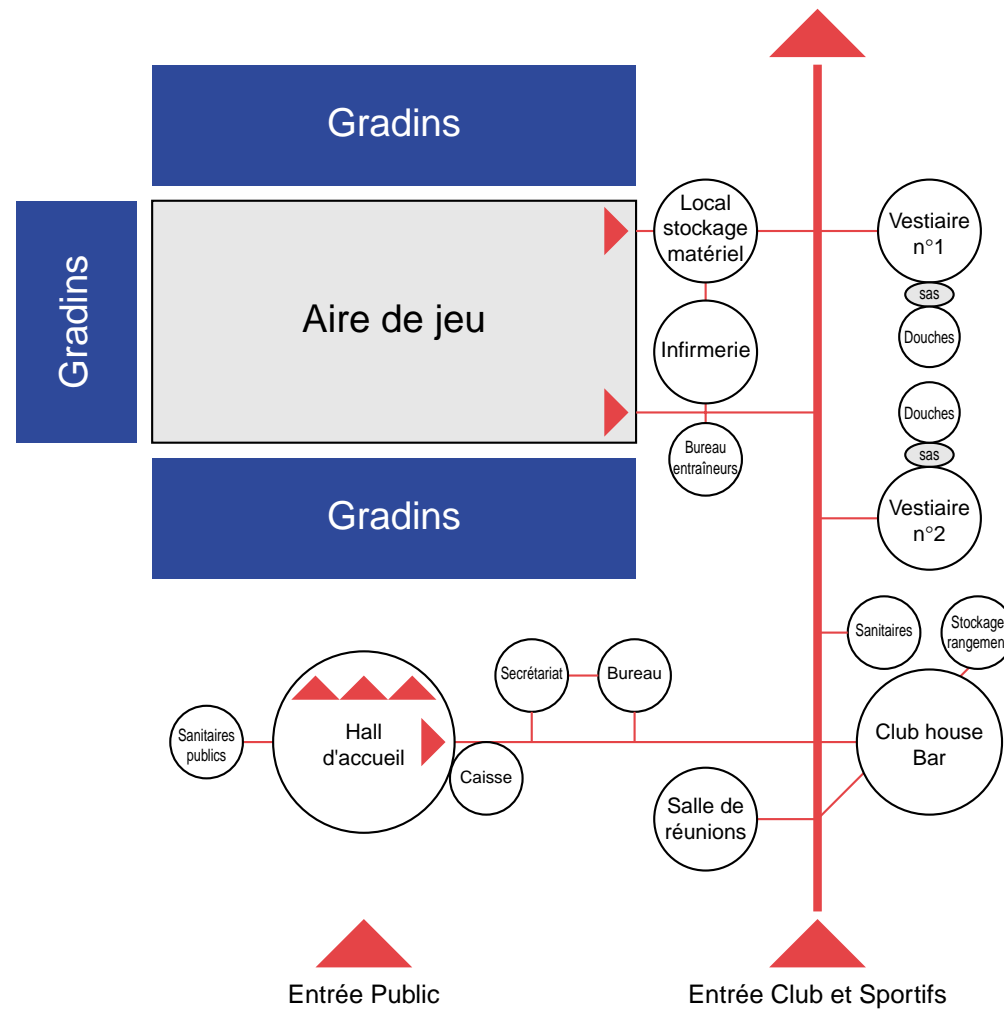 Gradins
Gradins
Aire de jeu
Local
stockage
matériel
Vestiaire
n°1
sas
Douches
Infirmerie
Douches
sas
Vestiaire
n°2
Bureau
entraîneurs
Gradins
Sanitaires
Stockage
rangement
Secrétariat
Bureau
Sanitaires
publics
Hall
d'accueil
Caisse
Club house
Bar
Salle de
réunions
Entrée Public
Entrée Club et Sportifs